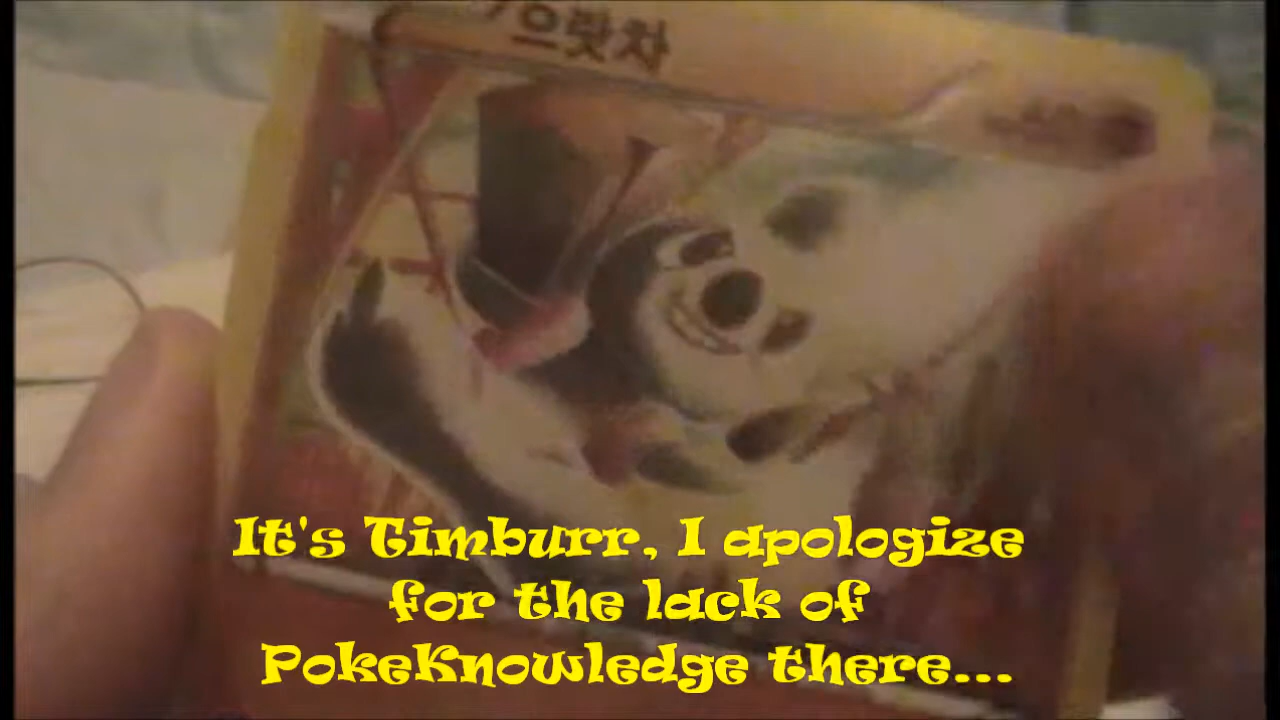 으랏차
It's Timburr, I apologize
for the lack of
PokeKnowledge there...